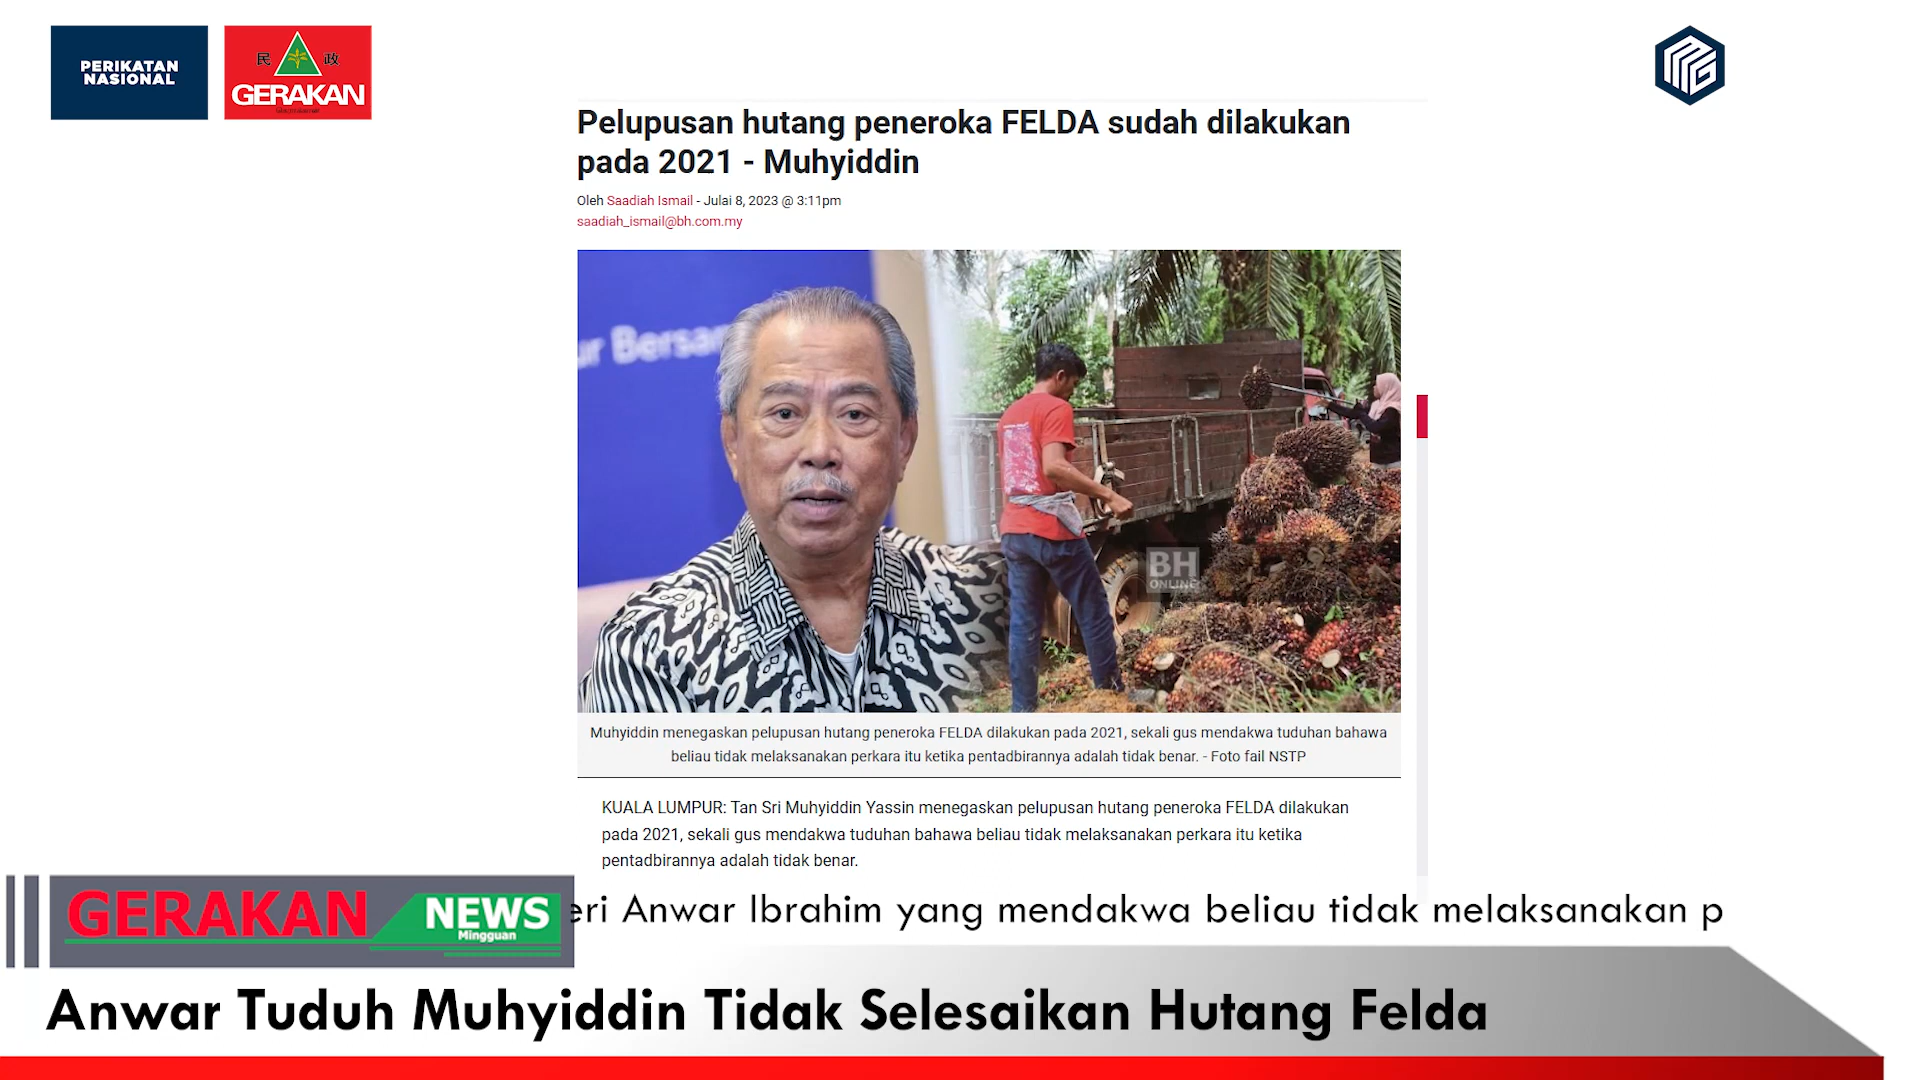 PERIKATAN
NASIONAL
民 政
GERAKAN
Pelupusan hutang peneroka FELDA sudah dilakukan
pada 2021 - Muhyiddin
Oleh Saadiah Ismail - Julai 8, 2023 @ 3:11pm
saadiah_ismail@bh.com.my
ur Bersam
BH
ONLINE
Muhyiddin menegaskan pelupusan hutang peneroka FELDA dilakukan pada 2021, sekali gus mendakwa tuduhan bahawa
beliau tidak melaksanakan perkara itu ketika pentadbirannya adalah tidak benar. - Foto fail NSTP
KUALA LUMPUR: Tan Sri Muhyiddin Yassin menegaskan pelupusan hutang peneroka FELDA dilakukan
pada 2021, sekali gus mendakwa tuduhan bahawa beliau tidak melaksanakan perkara itu ketika
pentadbirannya adalah tidak benar.
GERAKAN NEWS
Mingguan
eri Anwar Ibrahim yang mendakwa beliau tidak melaksanakan p
Anwar Tuduh Muhyiddin Tidak Selesaikan Hutang Felda